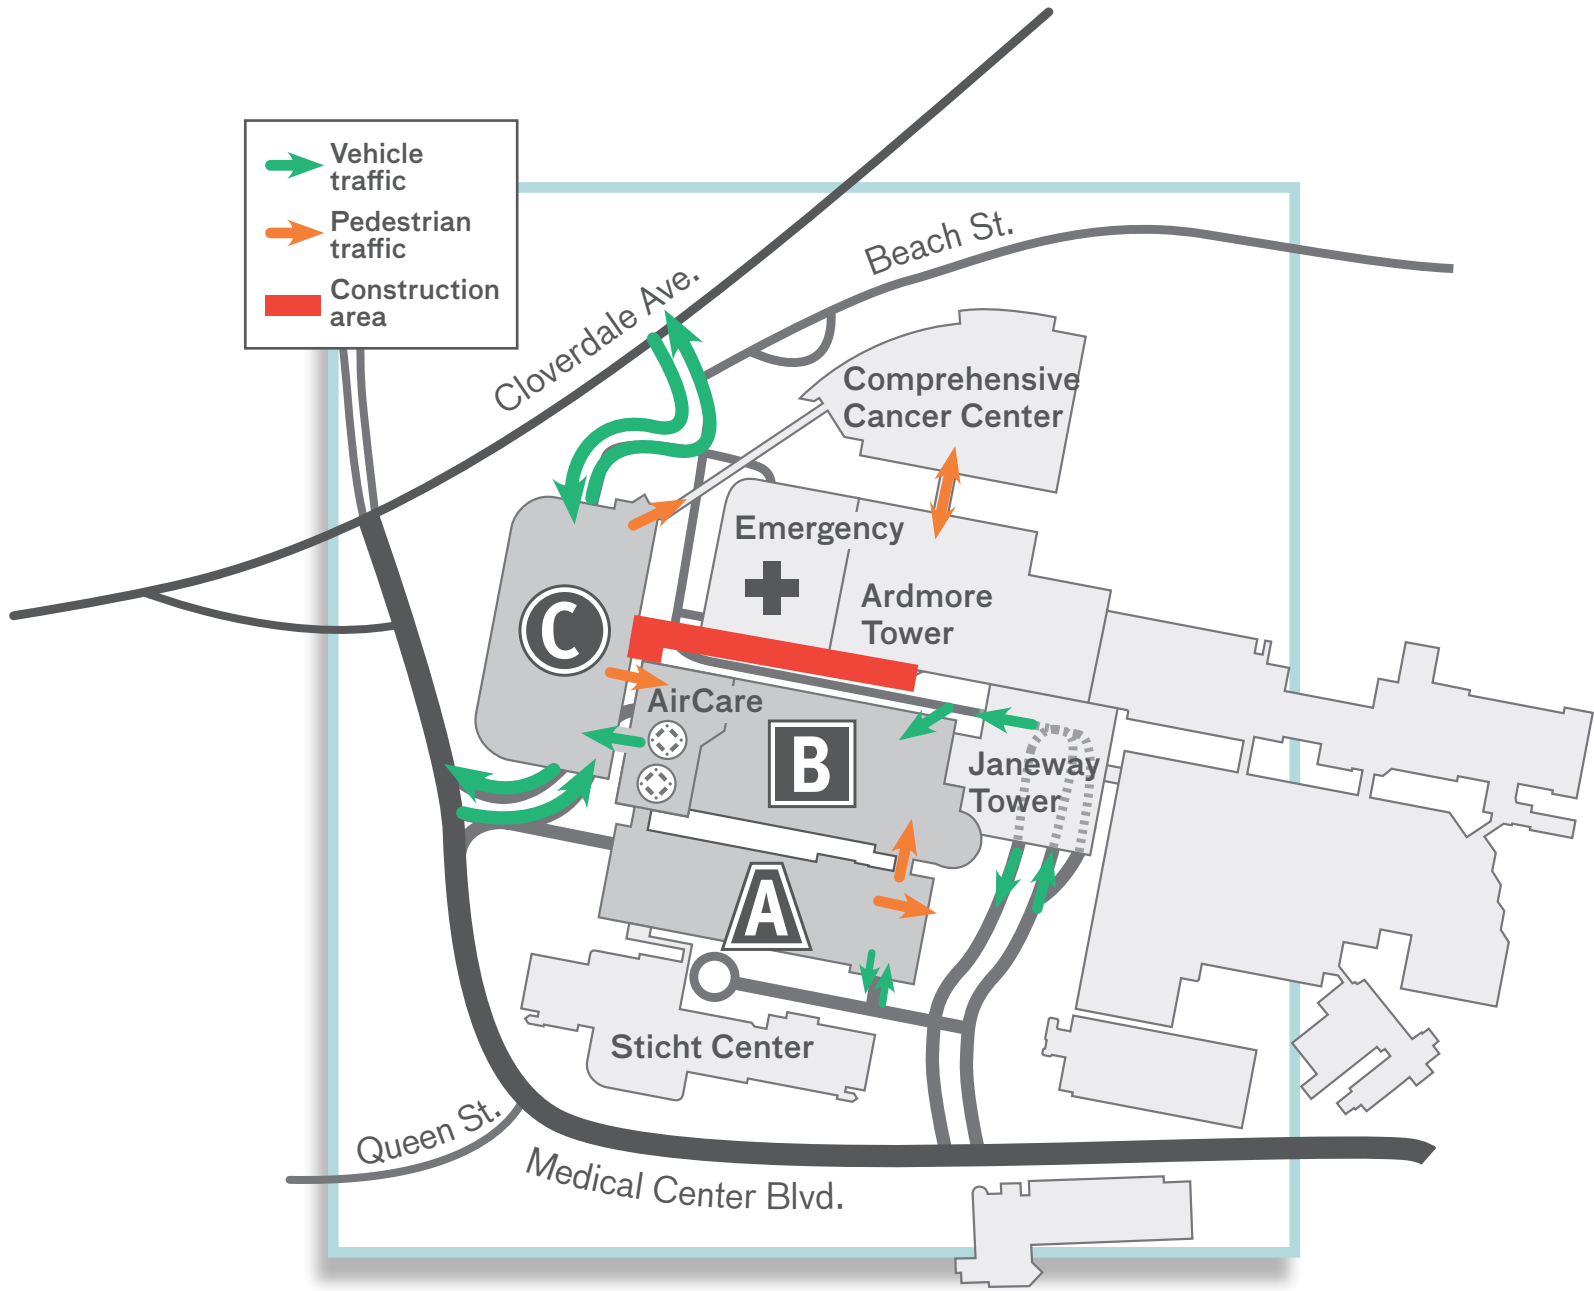 Vehicle
traffic
Pedestrian
traffic
Construction
area
Cloverdale Ave.
Beach St.
Comprehensive
Cancer Center
Emergency
Ardmore
Tower
C
AirCare
B
Janeway
Tower
A
Sticht Center
Queen St.
Medical Center Blvd.